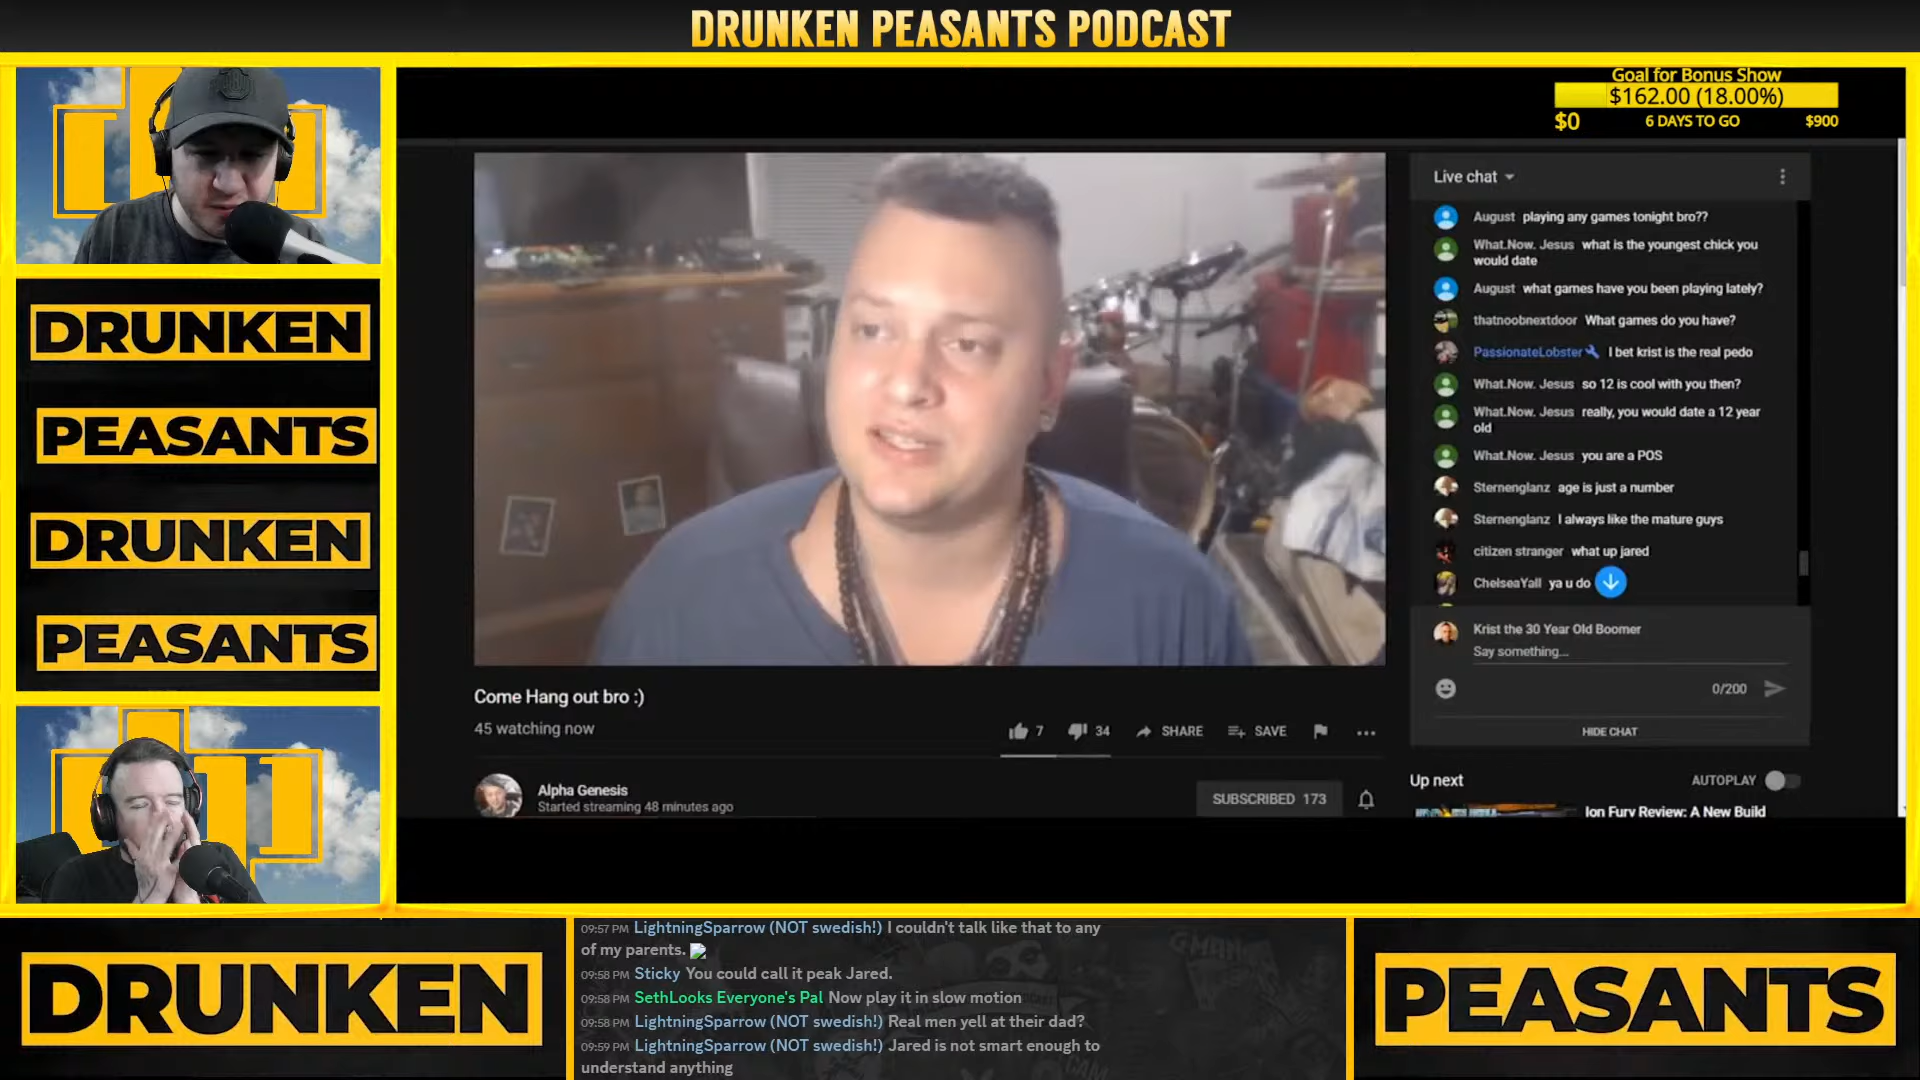 DRUNKEN PEASANTS PODCAST
Goal for Bonus Show
$162.00 (18.00%)
$0 6 DAYS TO GO $900
DRUNKEN
PEASANTS
DRUNKEN
PEASANTS
Live chat
August playing any games tonight bro??
What.Now. Jesus what is the youngest chick you
would date
August what games have you been playing lately?
thatnoobnextdoor What games do you have?
PassionateLobster I bet krist is the real pedo
What.Now. Jesus so 12 is cool with you then?
What.Now. Jesus really, you would date a 12 year
old
What.Now. Jesus you are a POS
Sternenglanz age is just a number
Sternenglanz I always like the mature guys
citizen stranger what up jared
ChelseaYall ya u do
Krist the 30 Year Old Boomer
Say something...
0/200
HIDE CHAT
Come Hang out bro :)
45 watching now
7 34 SHARE SAVE
Alpha Genesis
Started streaming 48 minutes ago
SUBSCRIBED 173
Up next AUTOPLAY
Ion Fury Review: A New Build
09:57 PM LightningSparrow (NOT swedish!) I couldn't talk like that to any
of my parents.
09:58 PM Sticky You could call it peak Jared.
09:58 PM SethLooks Everyone's Pal Now play it in slow motion
09:58 PM LightningSparrow (NOT swedish!) Real men yell at their dad?
09:59 PM LightningSparrow (NOT swedish!) Jared is not smart enough to
understand anything
DRUNKEN
PEASANTS